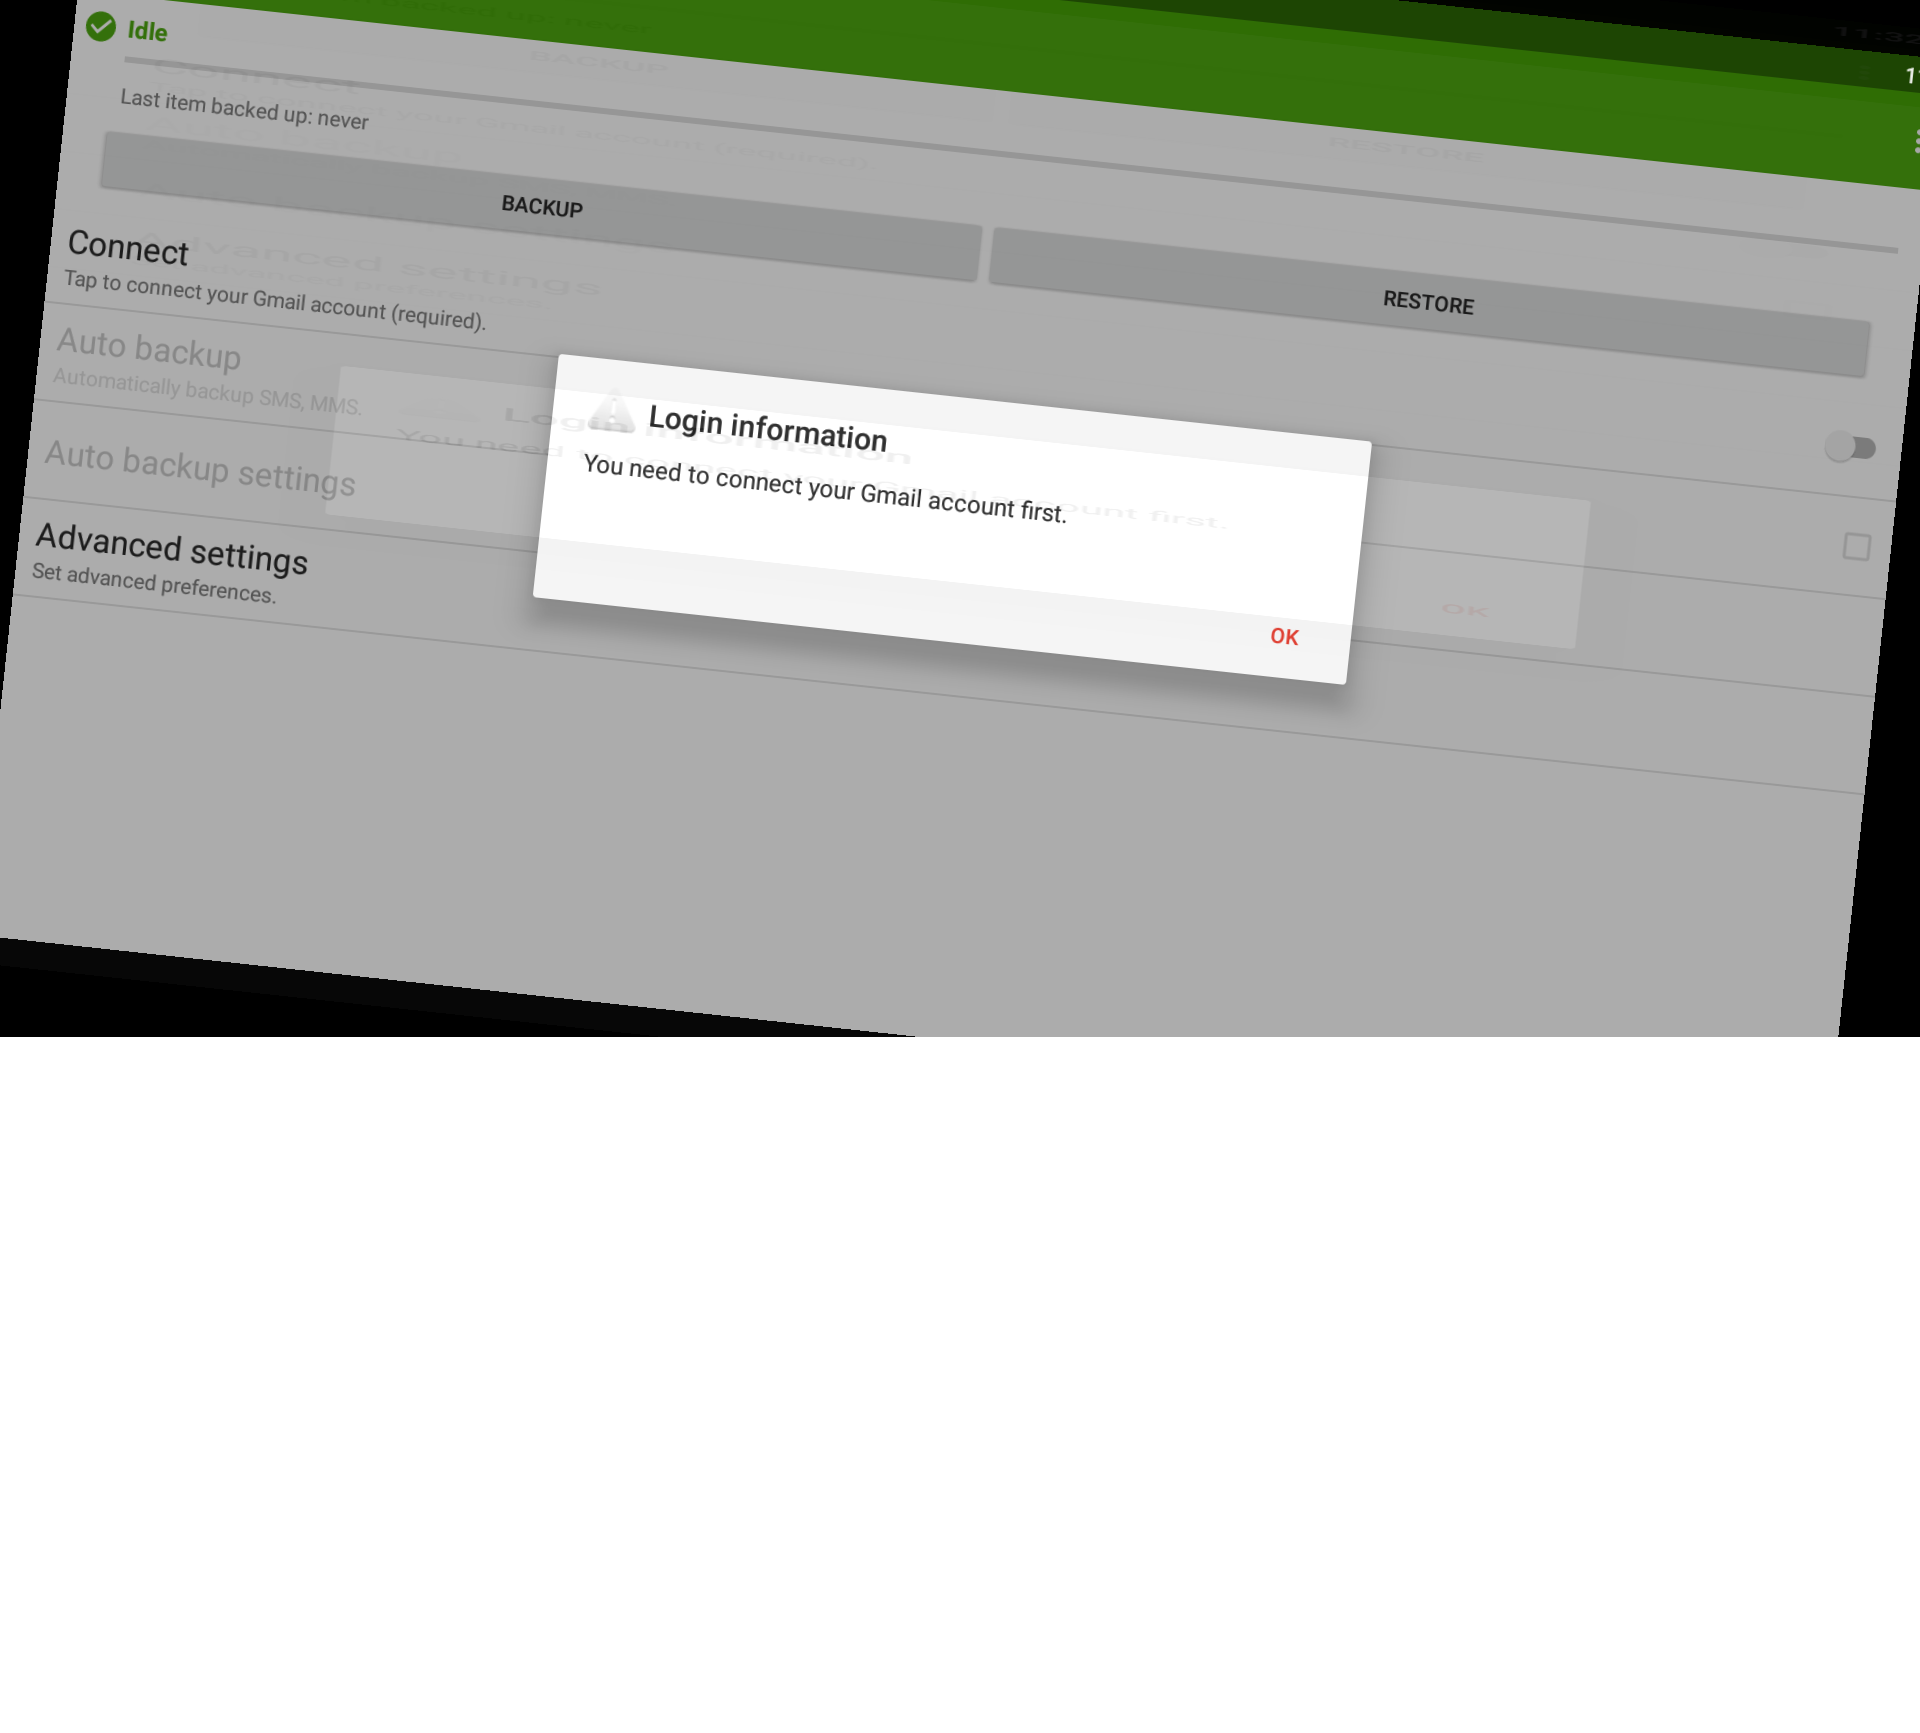 Idle
Last item backed up: never
BACKUP
RESTORE
Connect
Tap to connect your Gmail account (required).
Auto backup
Automatically backup SMS, MMS.
Auto backup settings
Advanced settings
Set advanced preferences.
Login information
You need to connect your Gmail account first.
OK